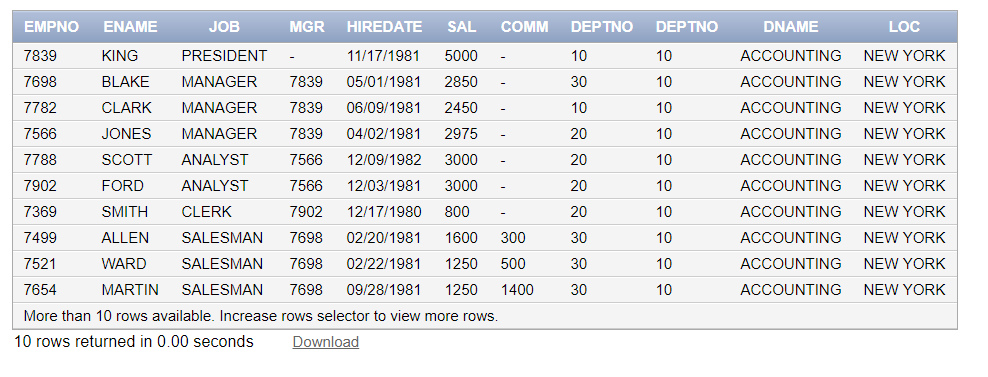 EMPNO ENAME JOB MGR HIREDATE SAL COMM DEPTNO DEPTNO DNAME LOC
7839 KING PRESIDENT - 11/17/1981 5000 - 10 10 ACCOUNTING NEW YORK
7698 BLAKE MANAGER 7839 05/01/1981 2850 - 30 10 ACCOUNTING NEW YORK
7782 CLARK MANAGER 7839 06/09/1981 2450 - 10 10 ACCOUNTING NEW YORK
7566 JONES MANAGER 7839 04/02/1981 2975 - 20 10 ACCOUNTING NEW YORK
7788 SCOTT ANALYST 7566 12/09/1982 3000 - 20 10 ACCOUNTING NEW YORK
7902 FORD ANALYST 7566 12/03/1981 3000 - 20 10 ACCOUNTING NEW YORK
7369 SMITH CLERK 7902 12/17/1980 800 - 20 10 ACCOUNTING NEW YORK
7499 ALLEN SALESMAN 7698 02/20/1981 1600 300 30 10 ACCOUNTING NEW YORK
7521 WARD SALESMAN 7698 02/22/1981 1250 500 30 10 ACCOUNTING NEW YORK
7654 MARTIN SALESMAN 7698 09/28/1981 1250 1400 30 10 ACCOUNTING NEW YORK
More than 10 rows available. Increase rows selector to view more rows.
10 rows returned in 0.00 seconds Download